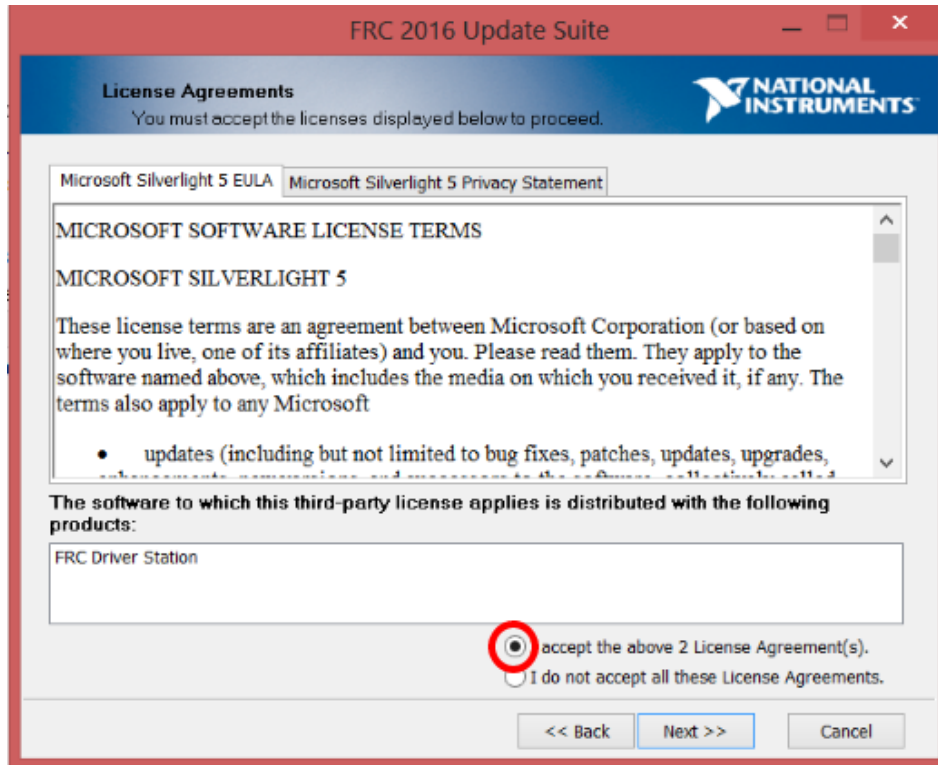 FRC 2016 Update Suite
License Agreements
You must accept the licenses displayed below to proceed.
NATIONAL
INSTRUMENTS
Microsoft Silverlight 5 EULA Microsoft Silverlight 5 Privacy Statement
MICROSOFT SOFTWARE LICENSE TERMS
MICROSOFT SILVERLIGHT 5
These license terms are an agreement between Microsoft Corporation (or based on
where you live, one of its affiliates) and you. Please read them. They apply to the
software named above, which includes the media on which you received it, if any. The
terms also apply to any Microsoft
• updates (including but not limited to bug fixes, patches, updates, upgrades,
The software to which this third-party license applies is distributed with the following
products:
FRC Driver Station
accept the above 2 License Agreement(s).
I do not accept all these License Agreements.
<< Back Next >> Cancel